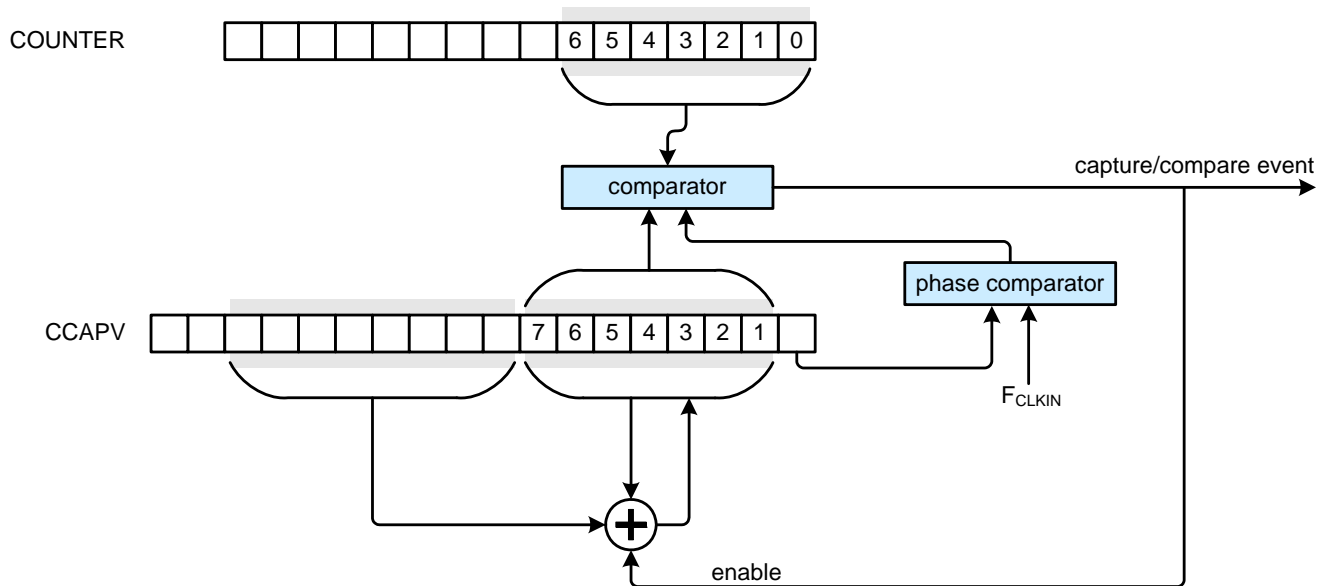 COUNTER 6 5 4 3 2 1 0
capture/compare event
comparator
phase comparator
CCAPV 7 6 5 4 3 2 1
F_CLKIN
+
enable